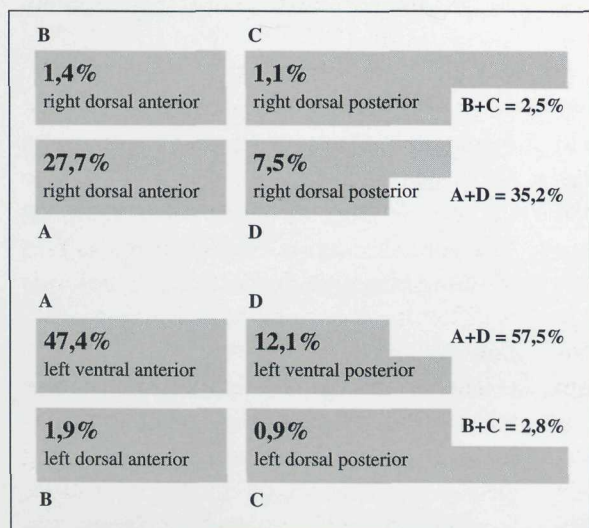 B C
1,4% 1,1%
right dorsal anterior right dorsal posterior
B+C = 2,5%
27,7% 7,5%
right dorsal anterior right dorsal posterior
A+D = 35,2%
A D
A D
47,4% 12,1%
A+D = 57,5%
left ventral anterior left ventral posterior
1,9% 0,9%
B+C = 2,8%
left dorsal anterior left dorsal posterior
B C